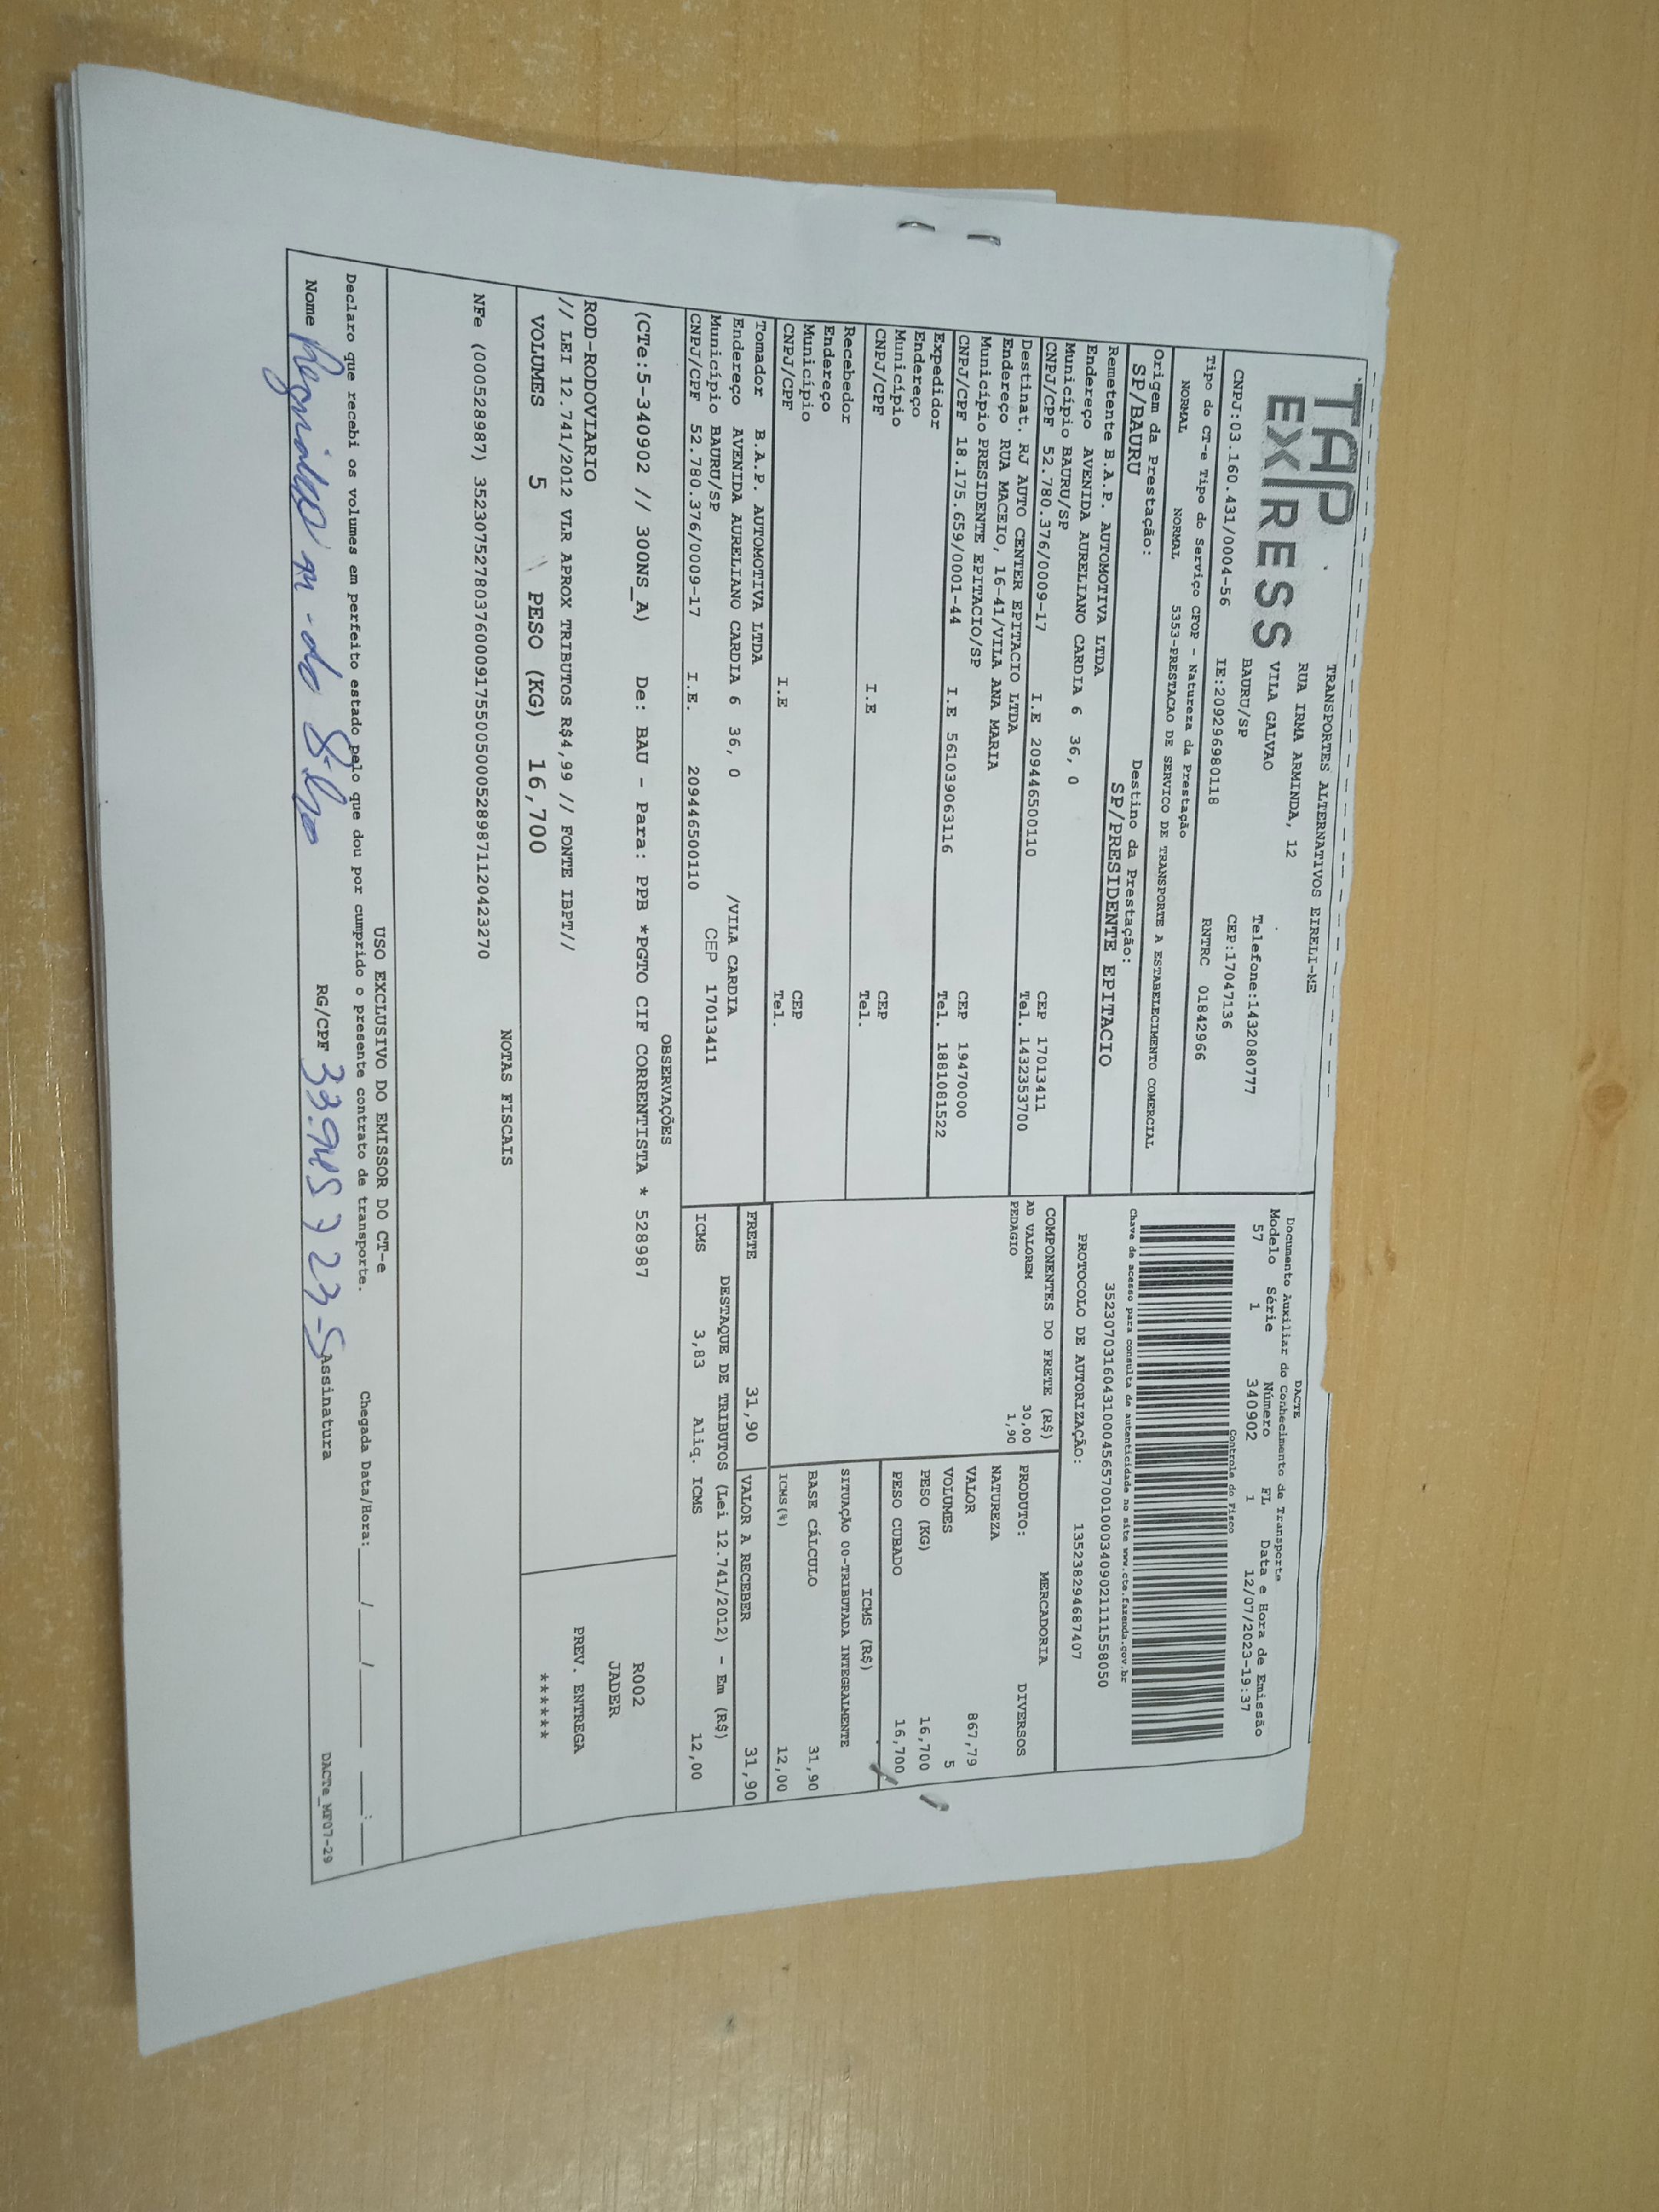 TAP
EXPRESS
TRANSPORTES ALTERNATIVOS EIRELI-ME
RUA IRMA ARMINDA, 12
VILA GALVAO
BAURU/SP
Telefone:1432080777
CEP:17047136
CNPJ:03.160.431/0004-56
IE:209296980118
RNTRC 01842966
Tipo do CT-e Tipo do Serviço CFOP - Natureza da Prestação
NORMAL NORMAL 5353-PRESTACAO DE SERVICO DE TRANSPORTE A ESTABELECIMENTO COMERCIAL
Origem da Prestação: Destino da Prestação:
SP/BAURU SP/PRESIDENTE EPITACIO
DACTE
Documento Auxiliar do Conhecimento de Transporte
Modelo Série Número FL Data e Hora de Emissão
57 1 340902 1 12/07/2023-19:37
Controle do Fisco
Chave de acesso para consulta de autenticidade no site www.cte.fazenda.gov.br
35230703160431000456570010003409021111558050
PROTOCOLO DE AUTORIZAÇÃO: 135238294687407
Remetente B.A.P. AUTOMOTIVA LTDA
Endereço AVENIDA AURELIANO CARDIA 6 36, 0
Município BAURU/SP CEP 17013411
CNPJ/CPF 52.780.376/0009-17 I.E 209446500110 Tel. 1432353700
Destinat. RJ AUTO CENTER EPITACIO LTDA
Endereço RUA MACEIO, 16-41/VILA ANA MARIA
Município PRESIDENTE EPITACIO/SP CEP 19470000
CNPJ/CPF 18.175.659/0001-44 I.E 561039063116 Tel. 1881081522
Expedidor
Endereço
Município CEP
CNPJ/CPF I.E Tel.
Recebedor
Endereço
Município CEP
CNPJ/CPF I.E Tel.
Tomador B.A.P. AUTOMOTIVA LTDA
Endereço AVENIDA AURELIANO CARDIA 6 36, 0 /VILA CARDIA
Município BAURU/SP CEP 17013411
CNPJ/CPF 52.780.376/0009-17 I.E. 209446500110
COMPONENTES DO FRETE (R$)
AD VALOREM 30,00
PEDAGIO 1,90
MERCADORIA
PRODUTO: DIVERSOS
NATUREZA
VALOR 867,79
VOLUMES 5
PESO (KG) 16,700
PESO CUBADO 16,700
ICMS (R$)
SITUAÇÃO 00-TRIBUTADA INTEGRALMENTE
BASE CÁLCULO 31,90
ICMS(%) 12,00
FRETE 31,90 VALOR A RECEBER 31,90
DESTAQUE DE TRIBUTOS (Lei 12.741/2012) - Em (R$)
ICMS 3,83 Aliq. ICMS 12,00
OBSERVAÇÕES
(CTe:5-340902 // 300NS_A) De: BAU - Para: PPB *PGTO CIF CORRENTISTA * 528987
R002
JADER
ROD-RODOVIARIO
// LEI 12.741/2012 VLR APROX TRIBUTOS R$4,99 // FONTE IBPT//
PREV. ENTREGA
******
VOLUMES 5 PESO (KG) 16,700
NOTAS FISCAIS
NFe (000528987) 35230752780376000917550050005289871120423270
USO EXCLUSIVO DO EMISSOR DO CT-e
Declaro que recebi os volumes em perfeito estado pelo que dou por cumprido o presente contrato de transporte. Chegada Data/Hora:____/____/______ ____:____
Nome RG/CPF Assinatura
DACTe_MP07-29